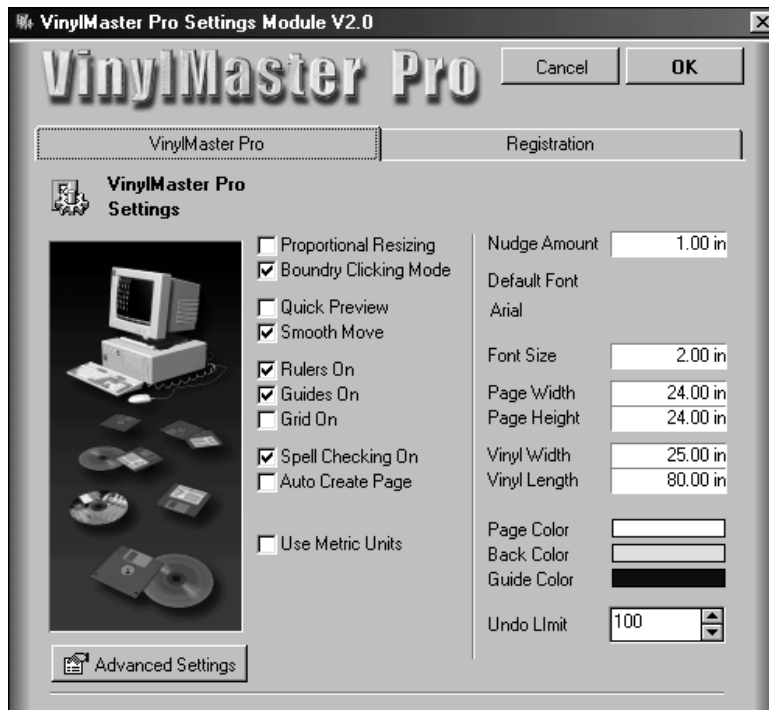 VinylMaster Pro Settings Module V2.0
VinylMaster Pro
Cancel
OK
VinylMaster Pro
Registration
VinylMaster Pro
Settings
Proportional Resizing
Boundry Clicking Mode
Quick Preview
Smooth Move
Rulers On
Guides On
Grid On
Spell Checking On
Auto Create Page
Use Metric Units
Nudge Amount 1.00 in
Default Font
Arial
Font Size 2.00 in
Page Width 24.00 in
Page Height 24.00 in
Vinyl Width 25.00 in
Vinyl Length 80.00 in
Page Color
Back Color
Guide Color
Undo LImit 100
Advanced Settings